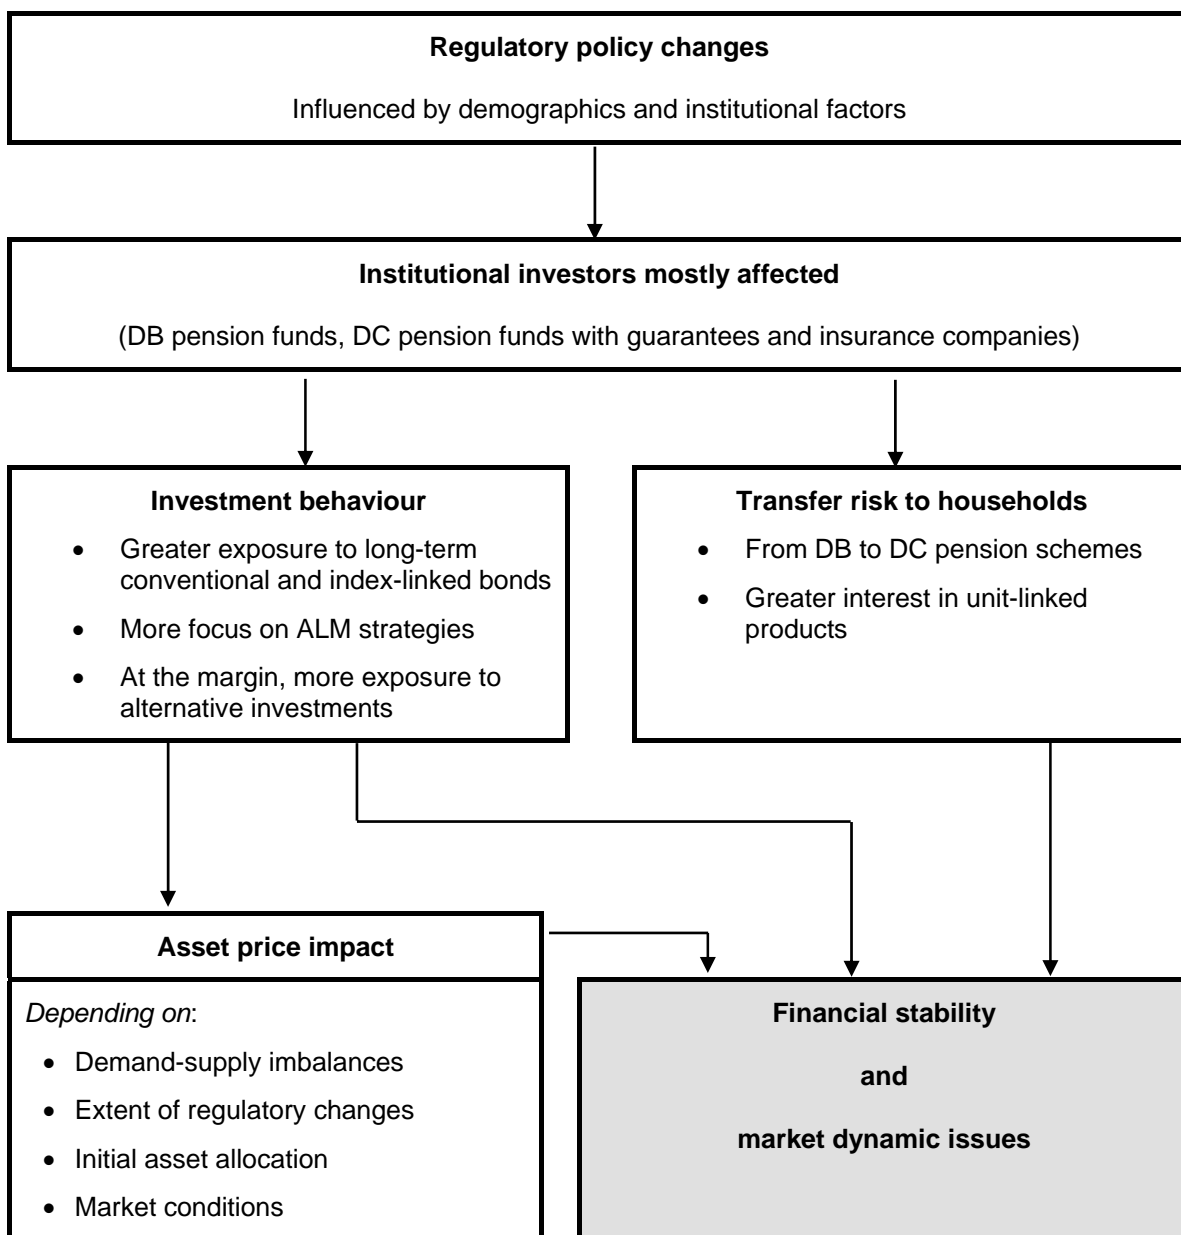 Regulatory policy changes
Influenced by demographics and institutional factors
Institutional investors mostly affected
(DB pension funds, DC pension funds with guarantees and insurance companies)
Investment behaviour
• Greater exposure to long-term
conventional and index-linked bonds
• More focus on ALM strategies
• At the margin, more exposure to
alternative investments
Transfer risk to households
• From DB to DC pension schemes
• Greater interest in unit-linked
products
Asset price impact
Depending on:
• Demand-supply imbalances
• Extent of regulatory changes
• Initial asset allocation
• Market conditions
Financial stability
and
market dynamic issues